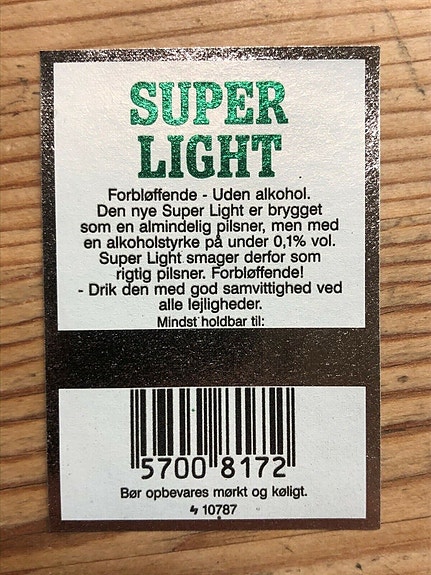 SUPER
LIGHT
Forbløffende - Uden alkohol.
Den nye Super Light er brygget
som en almindelig pilsner, men med
en alkoholstyrke på under 0,1% vol.
Super Light smager derfor som
rigtig pilsner. Forbløffende!
- Drik den med god samvittighed ved
alle lejligheder.
Mindst holdbar til:
5700 8172
Bør opbevares mørkt og køligt.
ϟ 10787